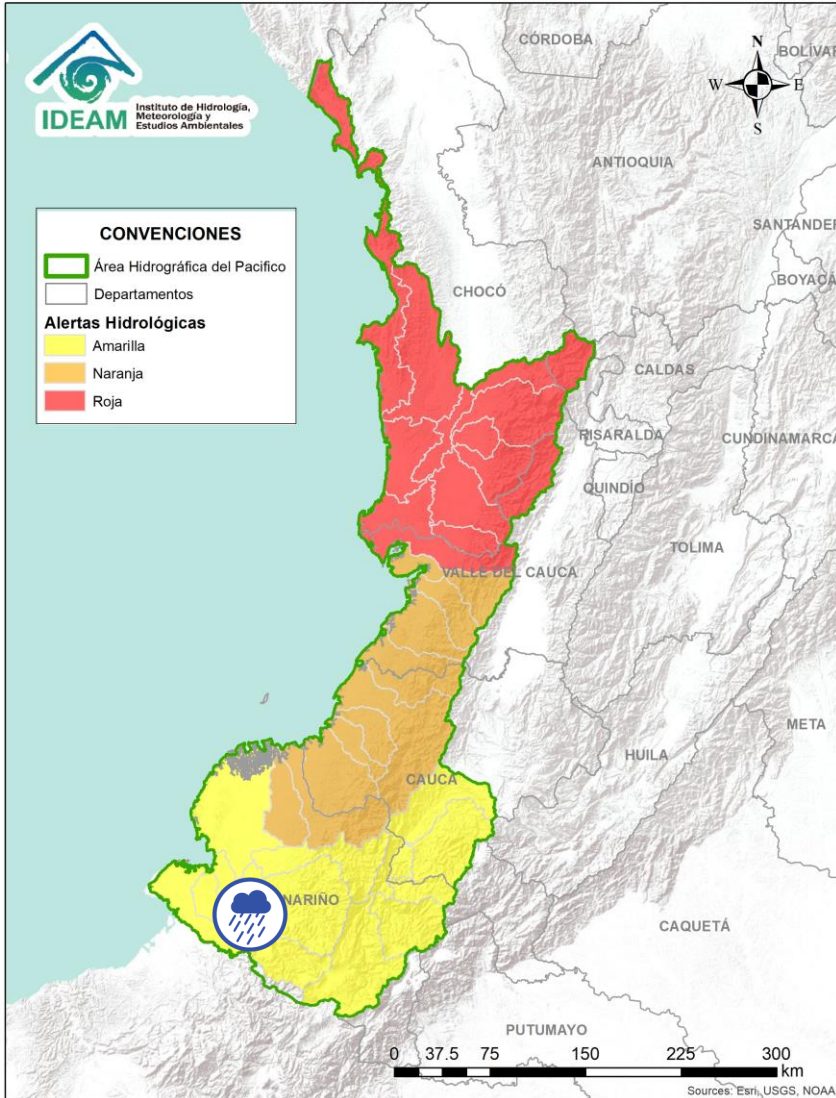 CÓRDOBA
BOLÍVAR
N
W
E
S
IDEAM
Instituto de Hidrología,
Meteorología y
Estudios Ambientales
ANTIOQUIA
SANTANDER
CONVENCIONES
Área Hidrográfica del Pacifico
Departamentos
Alertas Hidrológicas
Amarilla
Naranja
Roja
BOYACÁ
CHOCÓ
CALDAS
RISARALDA
CUNDINAMARCA
QUINDÍO
TOLIMA
VALLE DEL CAUCA
META
HUILA
CAUCA
NARIÑO
CAQUETÁ
PUTUMAYO
0 37.5 75 150 225 300
km
Sources: Esri, USGS, NOAA